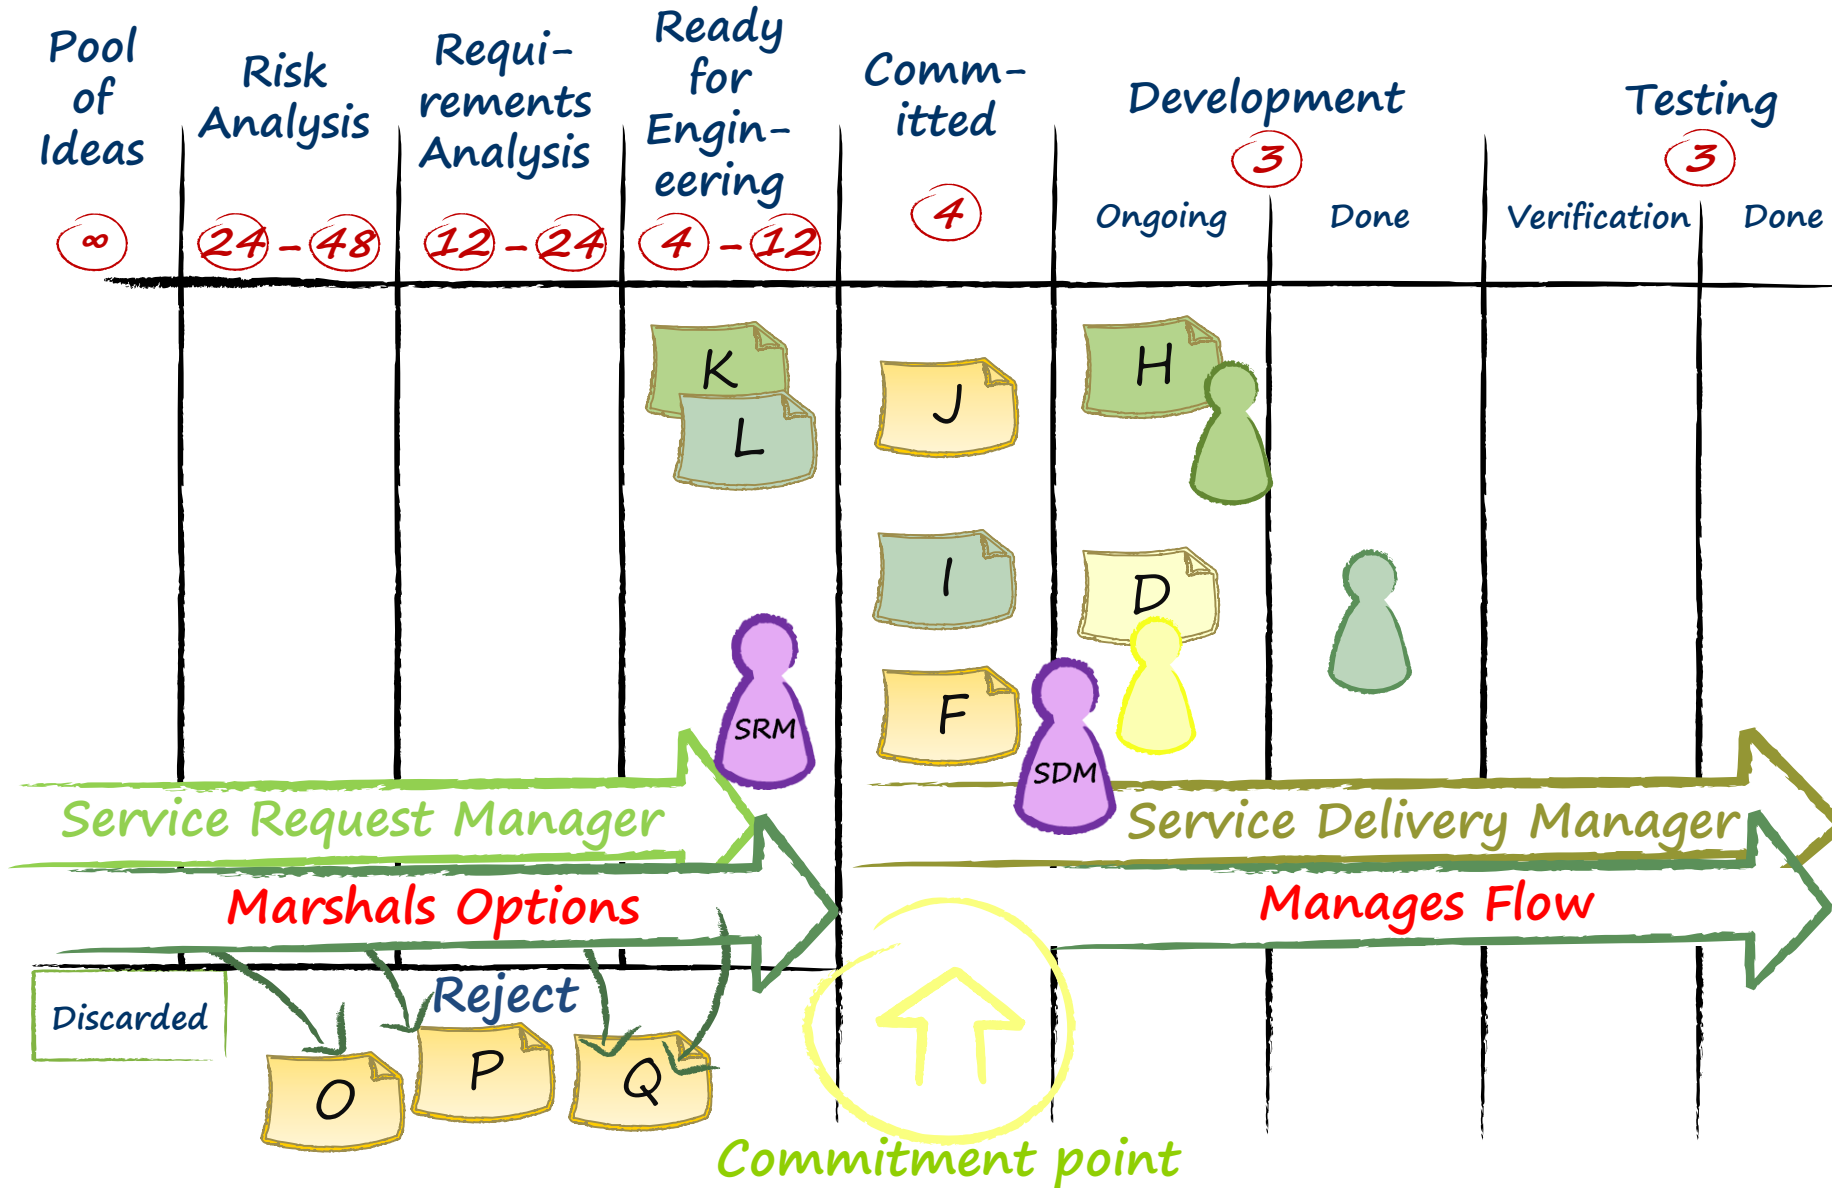 Pool
of
Ideas
∞
Risk
Analysis
24 - 48
Requi-
rements
Analysis
12 - 24
Ready
for
Engin-
eering
4 - 12
Comm-
itted
4
Development
3
Ongoing
Done
Testing
3
Verification
Done
K
L
J
I
F
H
D
SRM
SDM
Service Request Manager
Marshals Options
Service Delivery Manager
Manages Flow
Discarded
Reject
O
P
Q
Commitment point